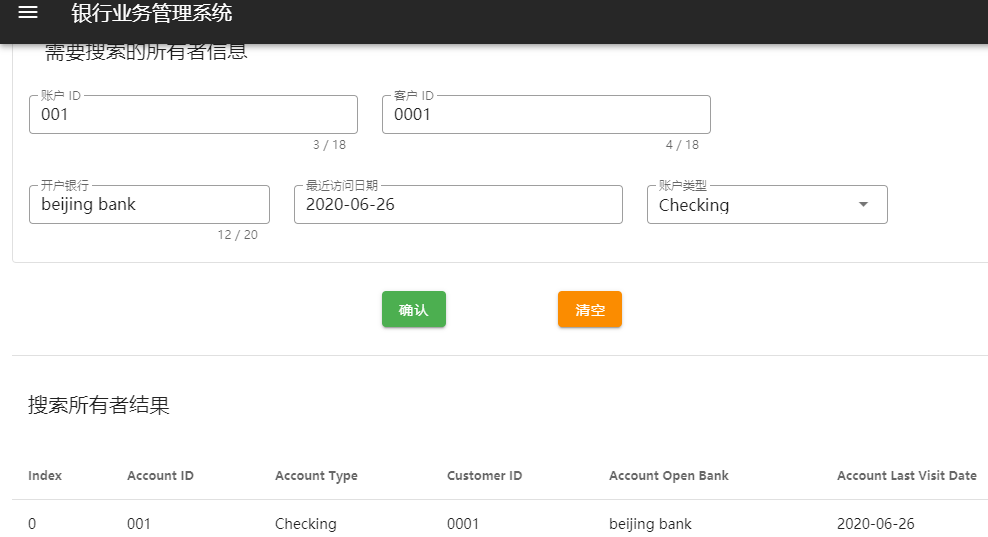 银行业务管理系统
需要搜索的所有者信息
账户 ID 客户 ID
001 0001
3 / 18 4 / 18
开户银行 最近访问日期 账户类型
beijing bank 2020-06-26 Checking
12 / 20
确认 清空
搜索所有者结果
Index Account ID Account Type Customer ID Account Open Bank Account Last Visit Date
0 001 Checking 0001 beijing bank 2020-06-26